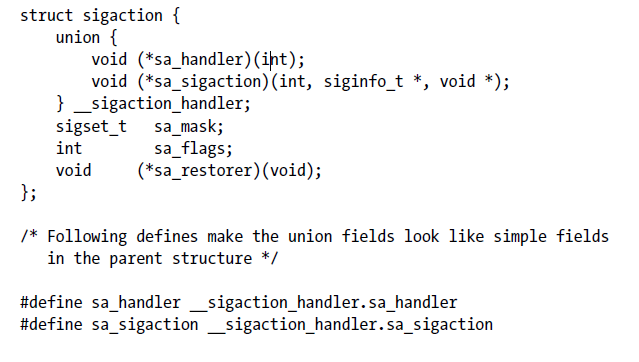 struct sigaction {
    union {
        void (*sa_handler)(int);
        void (*sa_sigaction)(int, siginfo_t *, void *);
    } __sigaction_handler;
    sigset_t   sa_mask;
    int        sa_flags;
    void     (*sa_restorer)(void);
};

/* Following defines make the union fields look like simple fields
   in the parent structure */

#define sa_handler __sigaction_handler.sa_handler
#define sa_sigaction __sigaction_handler.sa_sigaction